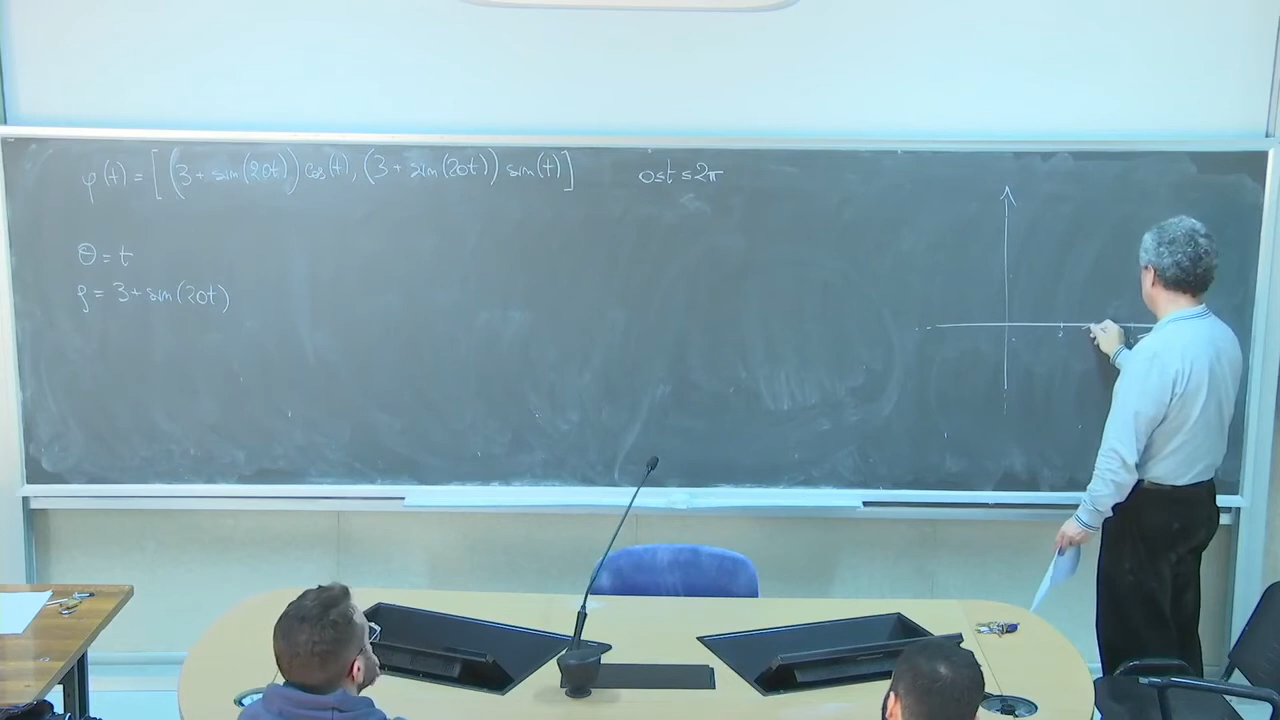 φ(t) = [(3+sin(20t))cos(t), (3+sin(20t))sin(t)] 0≤t≤2π
θ = t
ρ = 3+sin(20t)